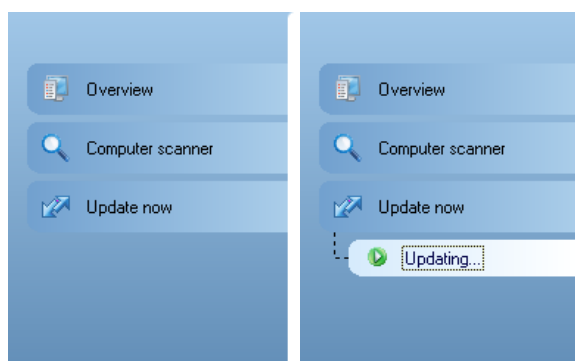 Overview
Computer scanner
Update now
Overview
Computer scanner
Update now
Updating...